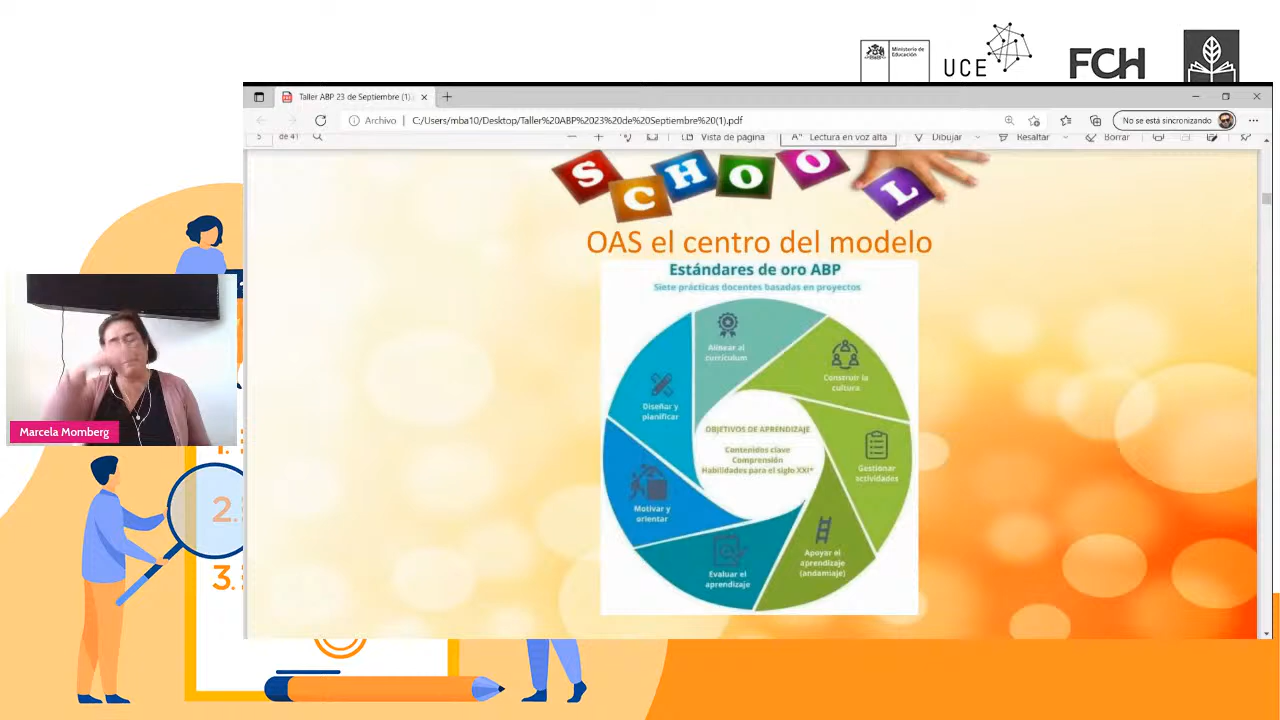 Ministerio de
Educación
UCE
FCH
Taller ABP 23 de Septiembre (1)
Archivo
C:/Users/mba10/Desktop/Taller%20ABP%2023%20de%20Septiembre%20(1).pdf
No se está sincronizando
5 de 41
Vista de página
Lectura en voz alta
Dibujar
Resaltar
Borrar
SCHOOL
OAS el centro del modelo
Estándares de oro ABP
Siete prácticas docentes basadas en proyectos
Alinear al
currículum
Construir la
cultura
Diseñar y
planificar
OBJETIVOS DE APRENDIZAJE
Contenidos clave
Comprensión
Habilidades para el siglo XXI*
Gestionar
actividades
Motivar y
orientar
Apoyar el
aprendizaje
(andamiaje)
Evaluar el
aprendizaje
Marcela Momberg
1.
2.
3.